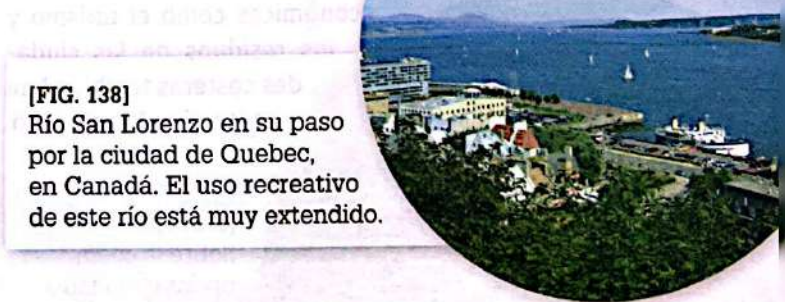 [FIG. 138]
Río San Lorenzo en su paso
por la ciudad de Quebec,
en Canadá. El uso recreativo
de este río está muy extendido.